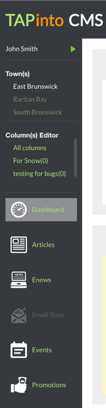 TAPinto CMS
John Smith
Town(s)
East Brunswick
Raritan Bay
South Brunswick
Column(s) Editor
All columns
For Snow(0)
testing for bugs(0)
Dashboard
Articles
Enews
Email Stats
Events
Promotions